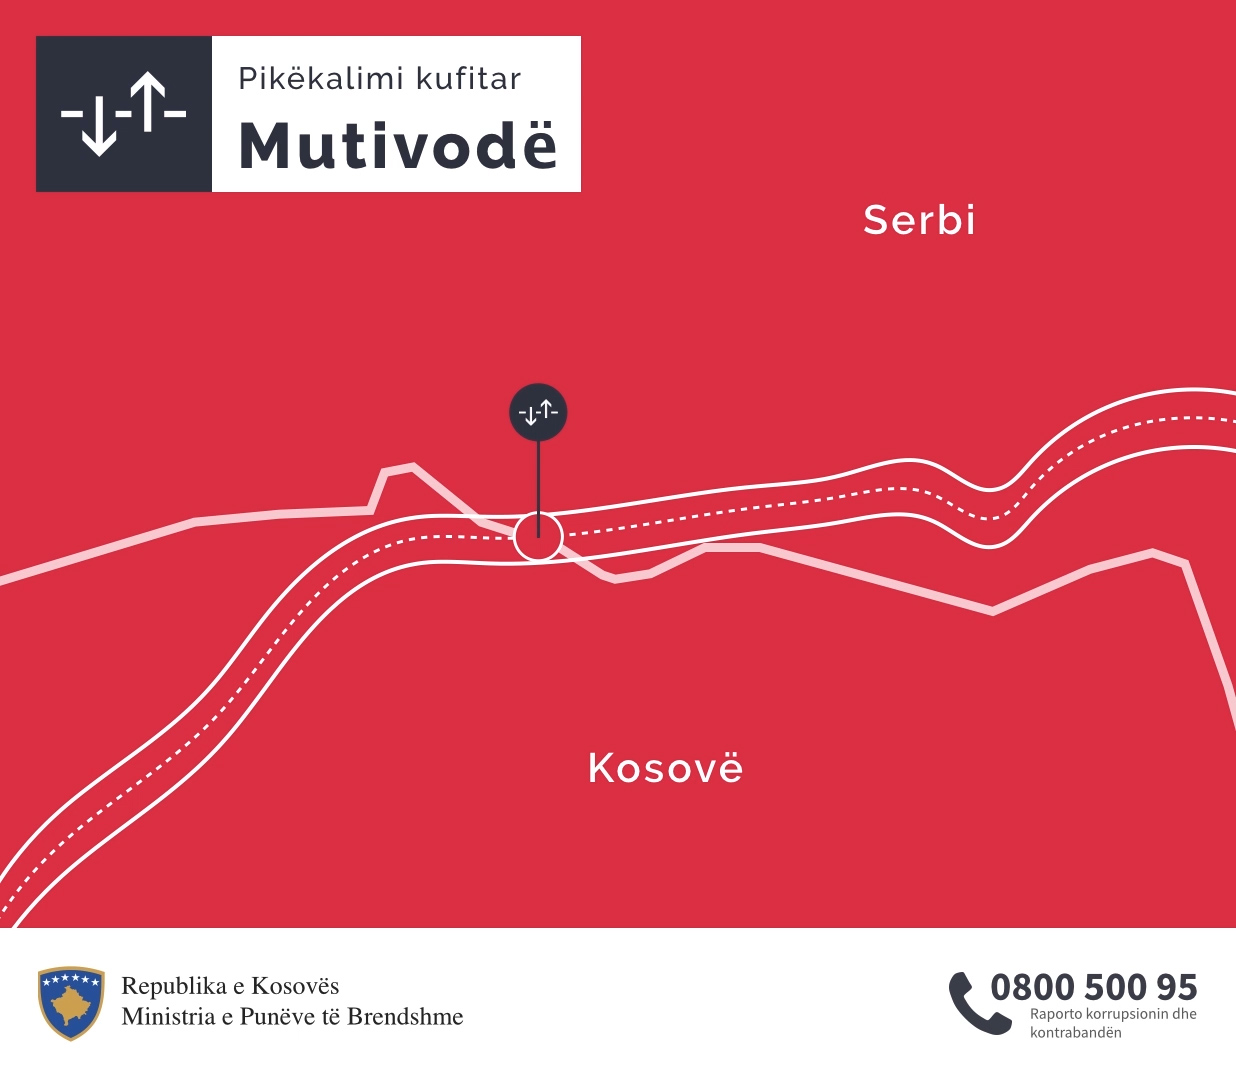 Pikëkalimi kufitar
Mutivodë
Serbi
Kosovë
Republika e Kosovës
Ministria e Punëve të Brendshme
0800 500 95
Raporto korrupsionin dhe
kontrabandën